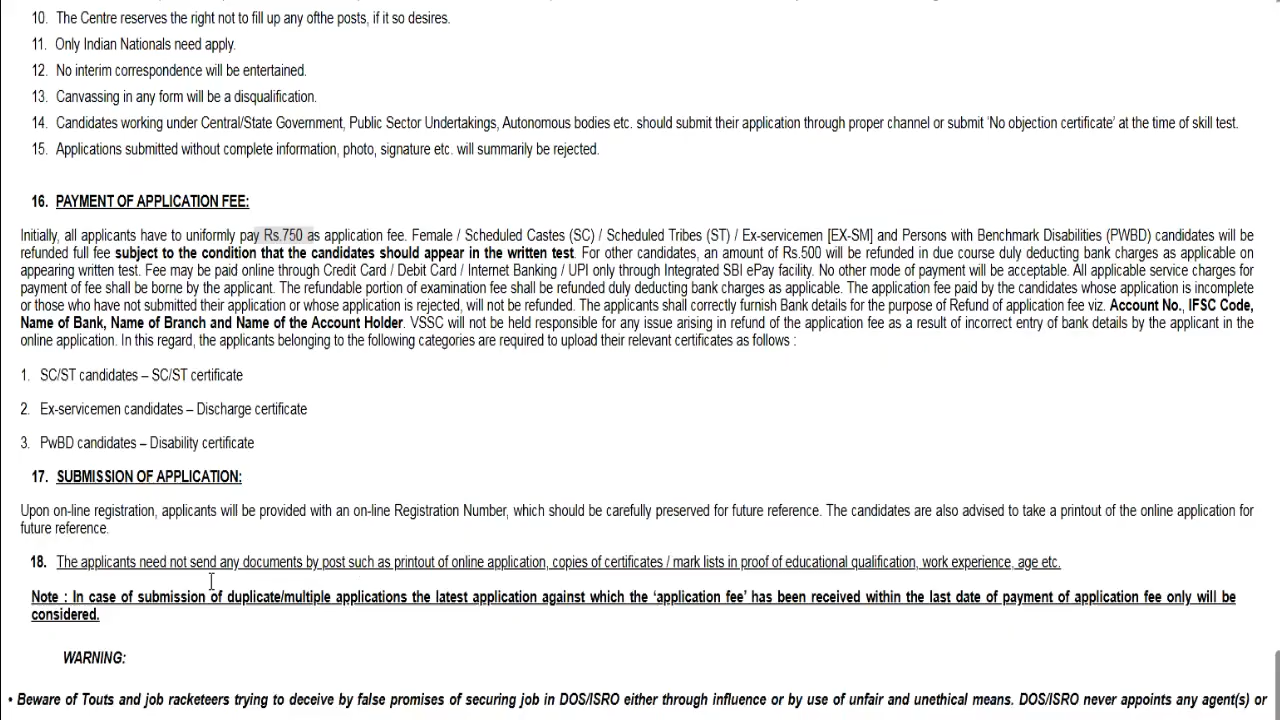 10. The Centre reserves the right not to fill up any ofthe posts, if it so desires.
11. Only Indian Nationals need apply.
12. No interim correspondence will be entertained.
13. Canvassing in any form will be a disqualification.
14. Candidates working under Central/State Government, Public Sector Undertakings, Autonomous bodies etc. should submit their application through proper channel or submit 'No objection certificate' at the time of skill test.
15. Applications submitted without complete information, photo, signature etc. will summarily be rejected.
16. PAYMENT OF APPLICATION FEE:
Initially, all applicants have to uniformly pay Rs.750 as application fee. Female / Scheduled Castes (SC) / Scheduled Tribes (ST) / Ex-servicemen [EX-SM] and Persons with Benchmark Disabilities (PWBD) candidates will be
refunded full fee subject to the condition that the candidates should appear in the written test. For other candidates, an amount of Rs.500 will be refunded in due course duly deducting bank charges as applicable on
appearing written test. Fee may be paid online through Credit Card / Debit Card / Internet Banking / UPI only through Integrated SBI ePay facility. No other mode of payment will be acceptable. All applicable service charges for
payment of fee shall be borne by the applicant. The refundable portion of examination fee shall be refunded duly deducting bank charges as applicable. The application fee paid by the candidates whose application is incomplete
or those who have not submitted their application or whose application is rejected, will not be refunded. The applicants shall correctly furnish Bank details for the purpose of Refund of application fee viz. Account No., IFSC Code,
Name of Bank, Name of Branch and Name of the Account Holder. VSSC will not be held responsible for any issue arising in refund of the application fee as a result of incorrect entry of bank details by the applicant in the
online application. In this regard, the applicants belonging to the following categories are required to upload their relevant certificates as follows :
1. SC/ST candidates – SC/ST certificate
2. Ex-servicemen candidates – Discharge certificate
3. PwBD candidates – Disability certificate
17. SUBMISSION OF APPLICATION:
Upon on-line registration, applicants will be provided with an on-line Registration Number, which should be carefully preserved for future reference. The candidates are also advised to take a printout of the online application for
future reference.
18. The applicants need not send any documents by post such as printout of online application, copies of certificates / mark lists in proof of educational qualification, work experience, age etc.
Note : In case of submission of duplicate/multiple applications the latest application against which the 'application fee' has been received within the last date of payment of application fee only will be
considered.
WARNING:
• Beware of Touts and job racketeers trying to deceive by false promises of securing job in DOS/ISRO either through influence or by use of unfair and unethical means. DOS/ISRO never appoints any agent(s) or